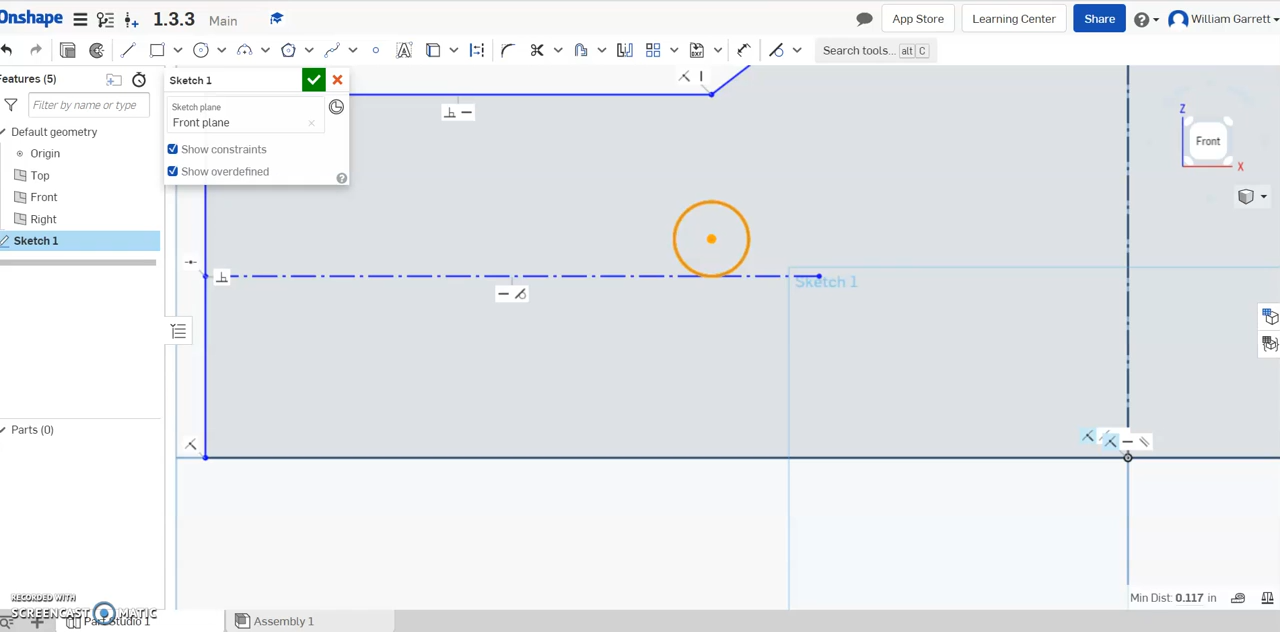 Onshape 1.3.3 Main App Store Learning Center Share William Garrett
Search tools... alt C
Features (5)
Filter by name or type
Default geometry
Origin
Top
Front
Right
Sketch 1
Parts (0)
Sketch 1
Sketch plane
Front plane
Show constraints
Show overdefined
Sketch 1
Z
Front
X
Min Dist: 0.117 in
RECORDED WITH
SCREENCAST MATIC
Part Studio 1
Assembly 1